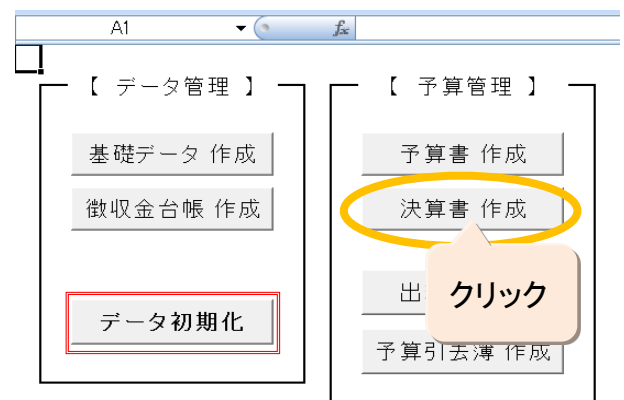 A1
fx
【 データ管理 】
基礎データ 作成
徴収金台帳 作成
データ初期化
【 予算管理 】
予算書 作成
決算書 作成
クリック
出
予算引去簿 作成